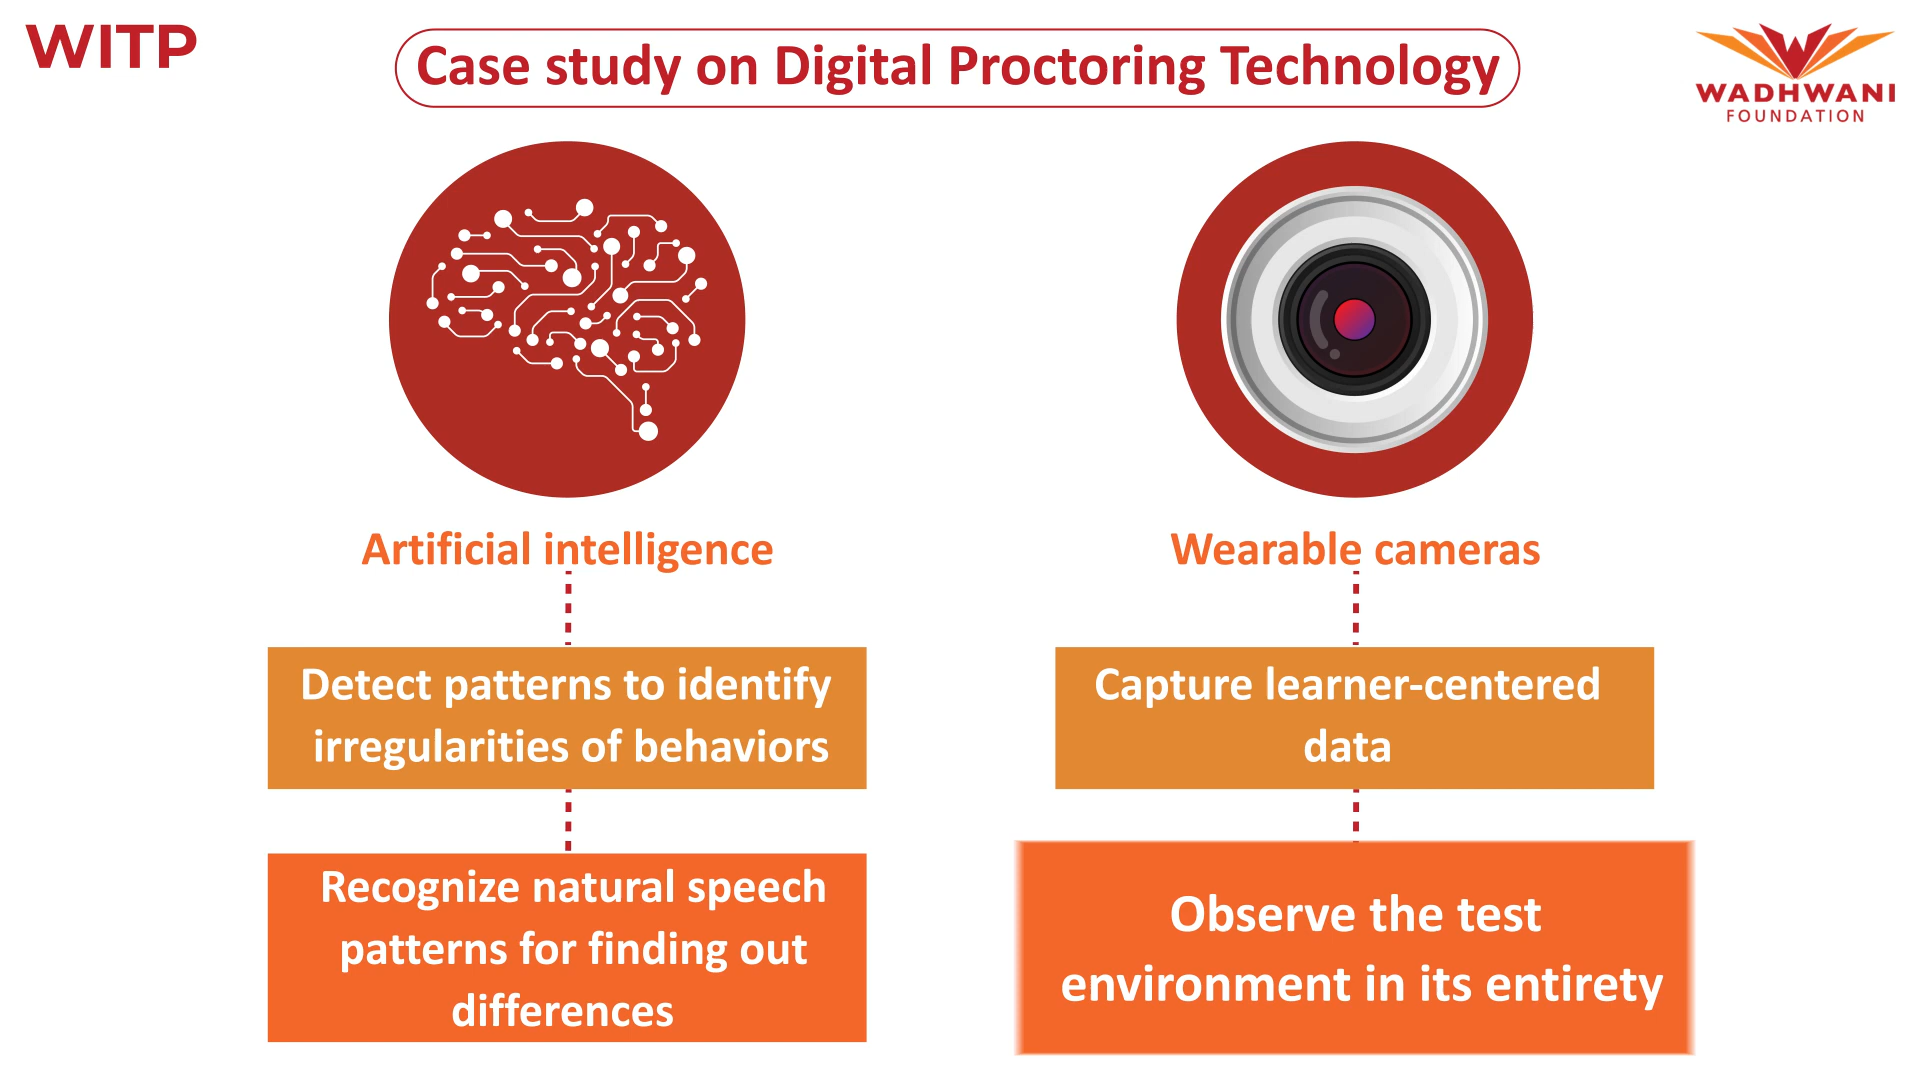 WITP
Case study on Digital Proctoring Technology
WADHWANI
FOUNDATION
Artificial intelligence
Detect patterns to identify
irregularities of behaviors
Recognize natural speech
patterns for finding out
differences
Wearable cameras
Capture learner-centered
data
Observe the test
environment in its entirety